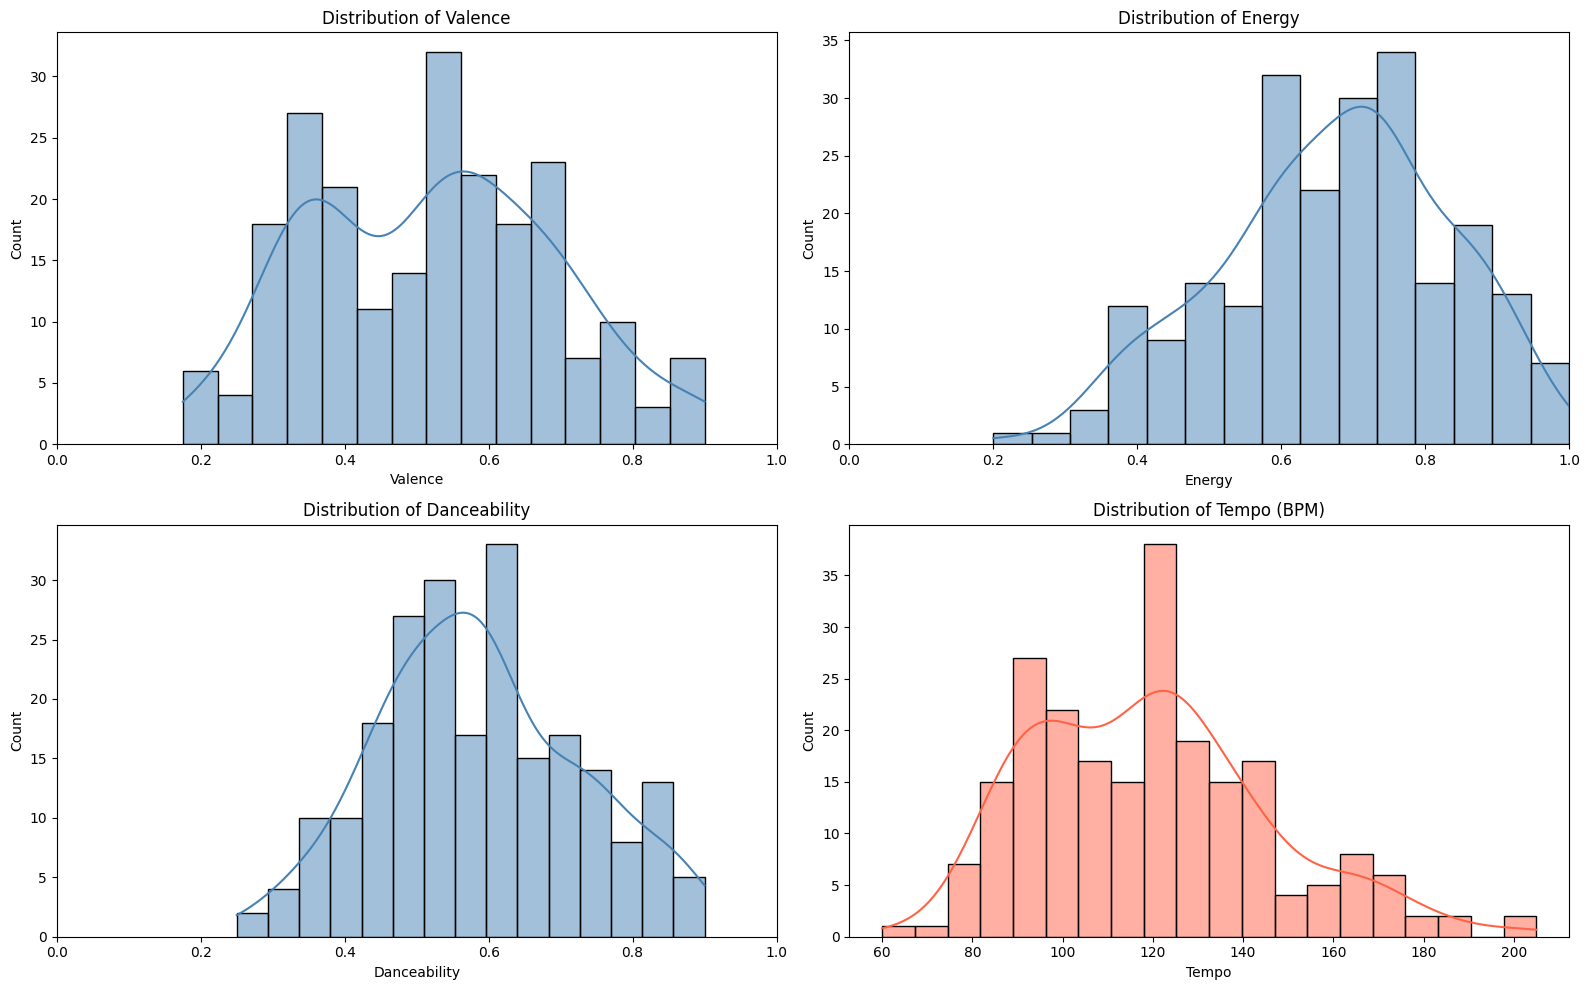 Distribution of Valence
30
25
20
15
10
5
0
Count
0.0 0.2 0.4 0.6 0.8 1.0
Valence
Distribution of Energy
35
30
25
20
15
10
5
0
Count
0.0 0.2 0.4 0.6 0.8 1.0
Energy
Distribution of Danceability
30
25
20
15
10
5
0
Count
0.0 0.2 0.4 0.6 0.8 1.0
Danceability
Distribution of Tempo (BPM)
35
30
25
20
15
10
5
0
Count
60 80 100 120 140 160 180 200
Tempo